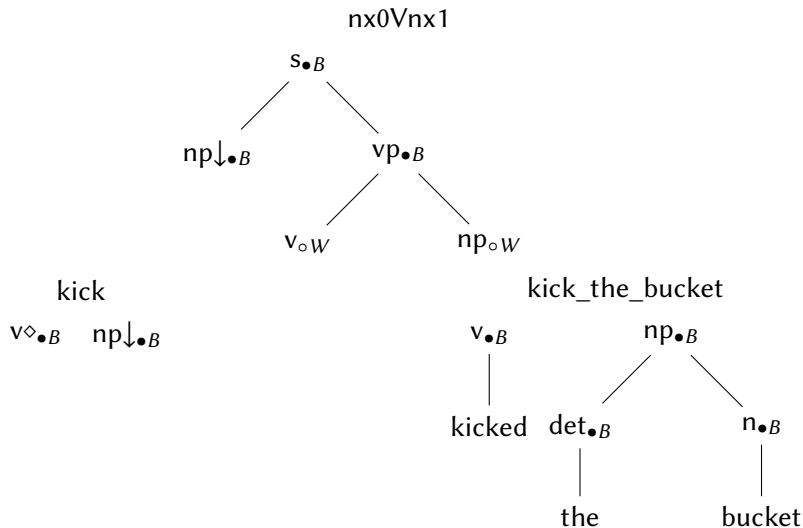 nx0Vnx1
s●B
np↓●B vp●B
v○W np○W
kick
v◇●B np↓●B
kick_the_bucket
v●B np●B
kicked det●B n●B
the bucket